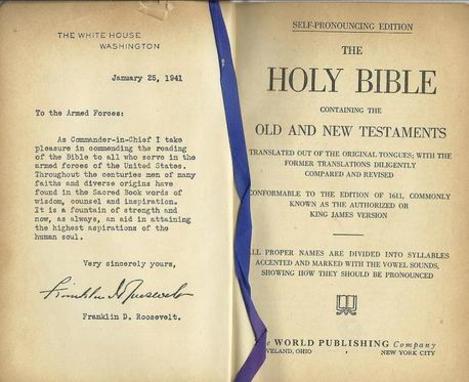 THE WHITE HOUSE
WASHINGTON
January 25, 1941
To the Armed Forces:
As Commander-in-Chief I take
pleasure in commending the reading
of the Bible to all who serve in the
armed forces of the United States.
Throughout the centuries men of many
faiths and diverse origins have
found in the Sacred Book words of
wisdom, counsel and inspiration.
It is a fountain of strength and
now, as always, an aid in attaining
the highest aspirations of the
human soul.
Very sincerely yours,
Franklin D Roosevelt
Franklin D. Roosevelt.
SELF-PRONOUNCING EDITION
THE
HOLY BIBLE
CONTAINING THE
OLD AND NEW TESTAMENTS
TRANSLATED OUT OF THE ORIGINAL TONGUES; WITH THE
FORMER TRANSLATIONS DILIGENTLY
COMPARED AND REVISED
CONFORMABLE TO THE EDITION OF 1611, COMMONLY
KNOWN AS THE AUTHORIZED OR
KING JAMES VERSION
ALL PROPER NAMES ARE DIVIDED INTO SYLLABLES
ACCENTED AND MARKED WITH THE VOWEL SOUNDS,
SHOWING HOW THEY SHOULD BE PRONOUNCED
WORLD PUBLISHING Company
VELAND, OHIO NEW YORK CITY